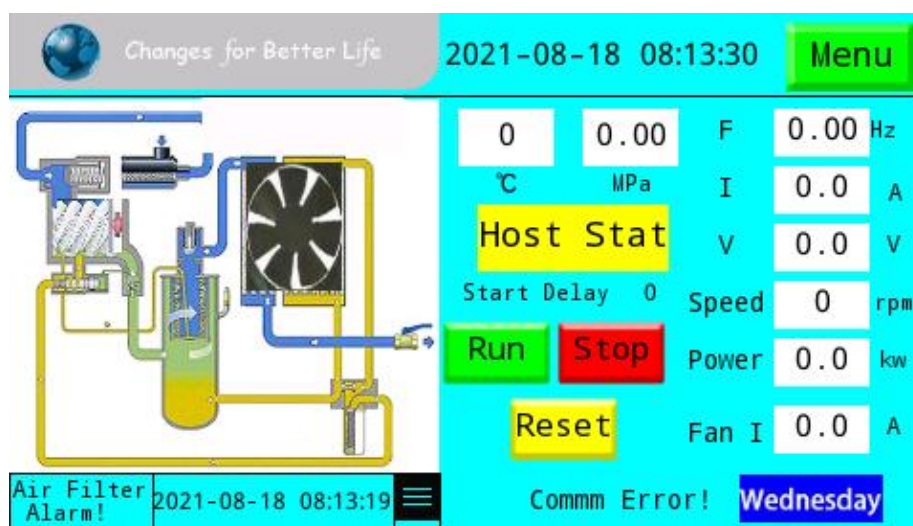 Changes for Better Life
2021-08-18 08:13:30
Menu
0 0.00 F 0.00 Hz
℃ MPa I 0.0 A
Host Stat V 0.0 V
Start Delay 0 Speed 0 rpm
Run Stop Power 0.0 kw
Reset Fan I 0.0 A
Air Filter
Alarm!
2021-08-18 08:13:19
Commm Error!
Wednesday